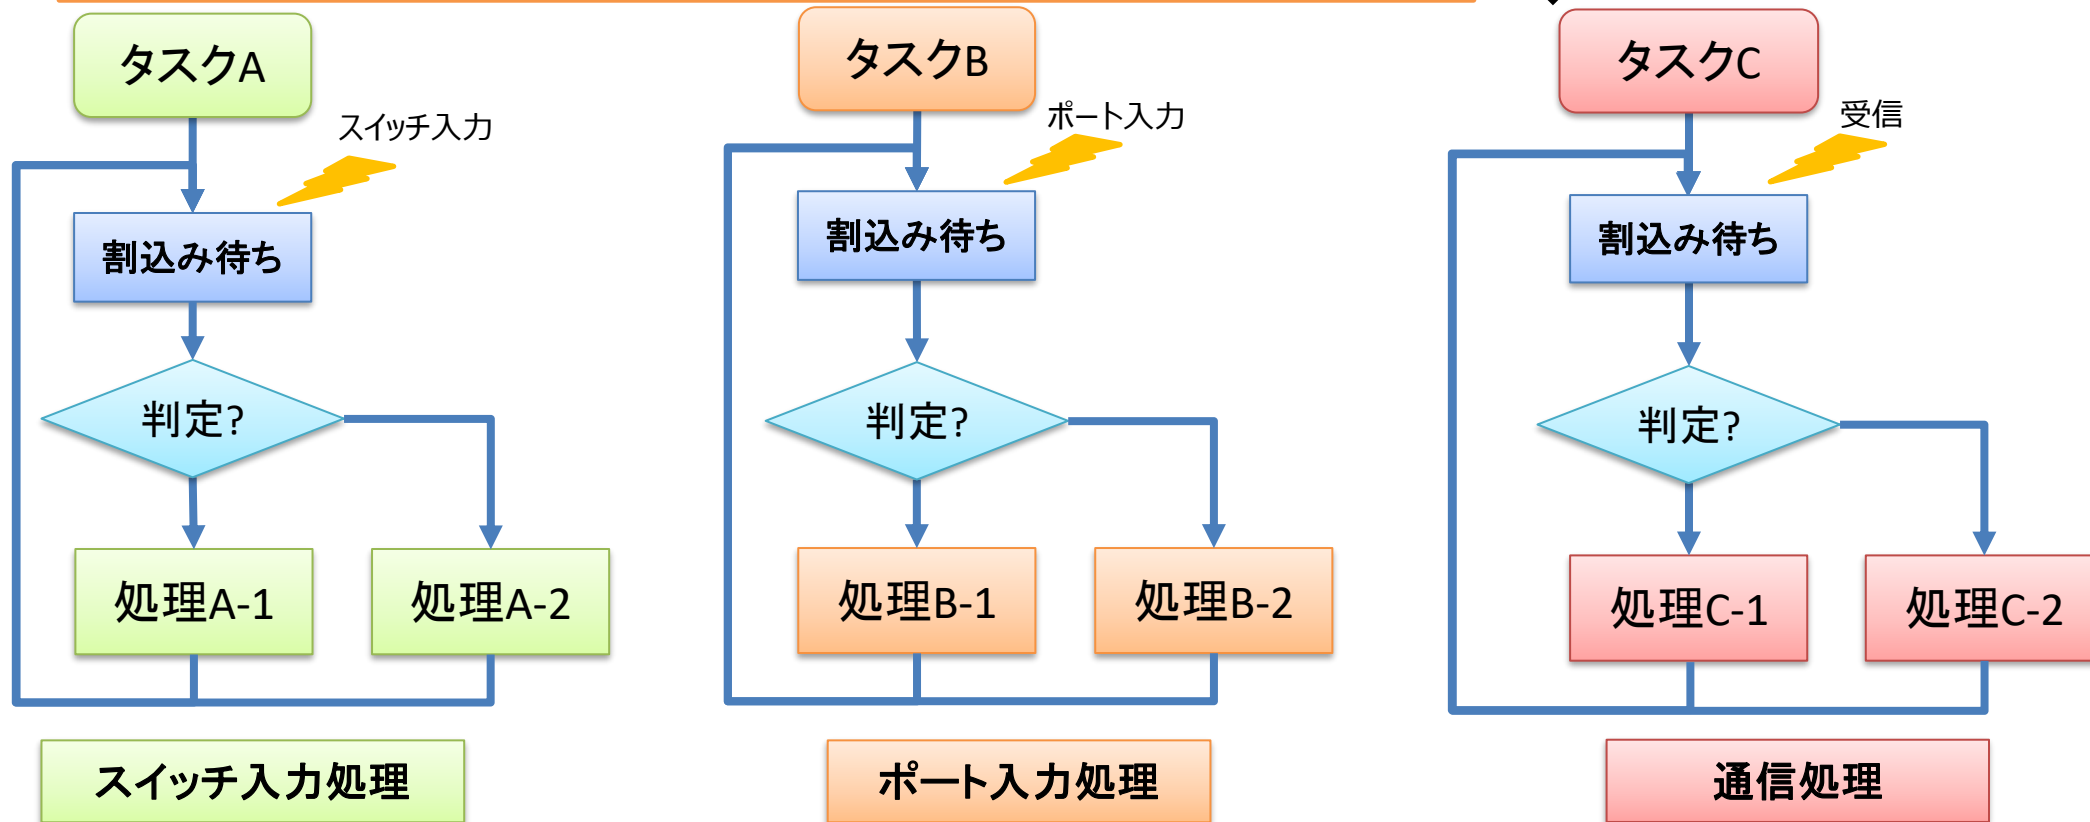 タスクA
スイッチ入力
割込み待ち
判定?
処理A-1
処理A-2
スイッチ入力処理
タスクB
ポート入力
割込み待ち
判定?
処理B-1
処理B-2
ポート入力処理
タスクC
受信
割込み待ち
判定?
処理C-1
処理C-2
通信処理